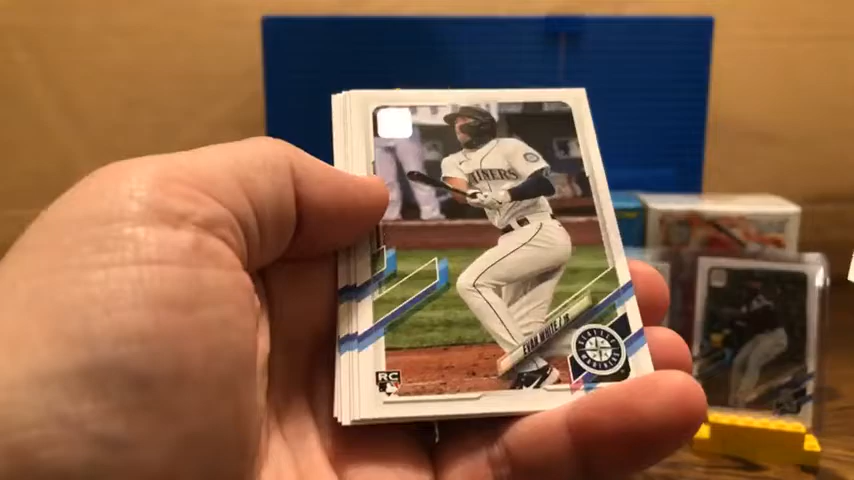 MARINERS
EVAN WHITE / 1B
SEATTLE
MARINERS
RC